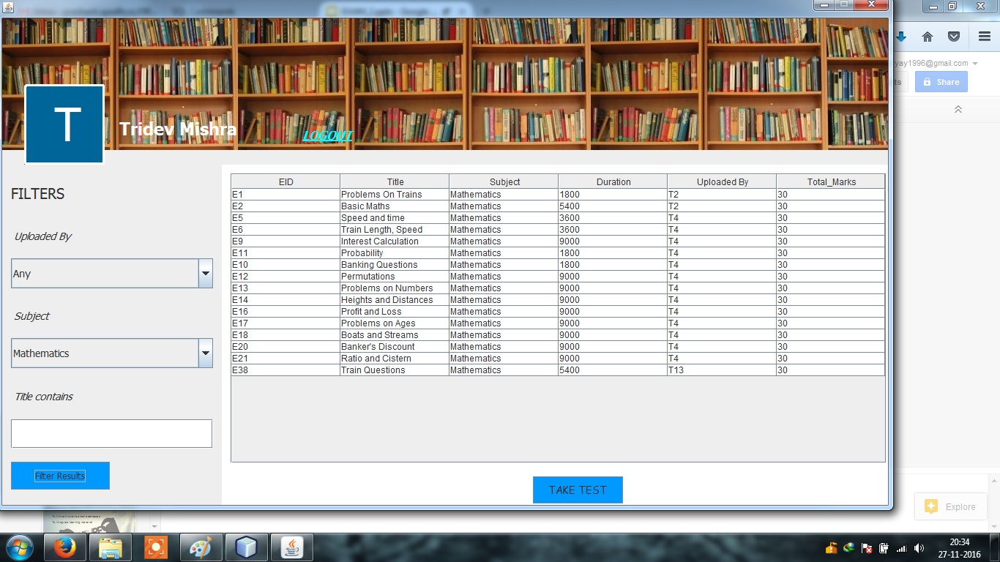 yay1996@gmail.com
Share
T
Tridev Mishra
LOGOUT
FILTERS
Uploaded By
Any
Subject
Mathematics
Title contains
Filter Results
EID Title Subject Duration Uploaded By Total_Marks
E1 Problems On Trains Mathematics 1800 T2 30
E2 Basic Maths Mathematics 5400 T2 30
E5 Speed and time Mathematics 3600 T4 30
E6 Train Length, Speed Mathematics 3600 T4 30
E9 Interest Calculation Mathematics 9000 T4 30
E11 Probability Mathematics 1800 T4 30
E10 Banking Questions Mathematics 1800 T4 30
E12 Permutations Mathematics 9000 T4 30
E13 Problems on Numbers Mathematics 9000 T4 30
E14 Heights and Distances Mathematics 9000 T4 30
E16 Profit and Loss Mathematics 9000 T4 30
E17 Problems on Ages Mathematics 9000 T4 30
E18 Boats and Streams Mathematics 9000 T4 30
E20 Banker's Discount Mathematics 9000 T4 30
E21 Ratio and Cistern Mathematics 9000 T4 30
E38 Train Questions Mathematics 5400 T13 30
TAKE TEST
Explore
20:34
27-11-2016